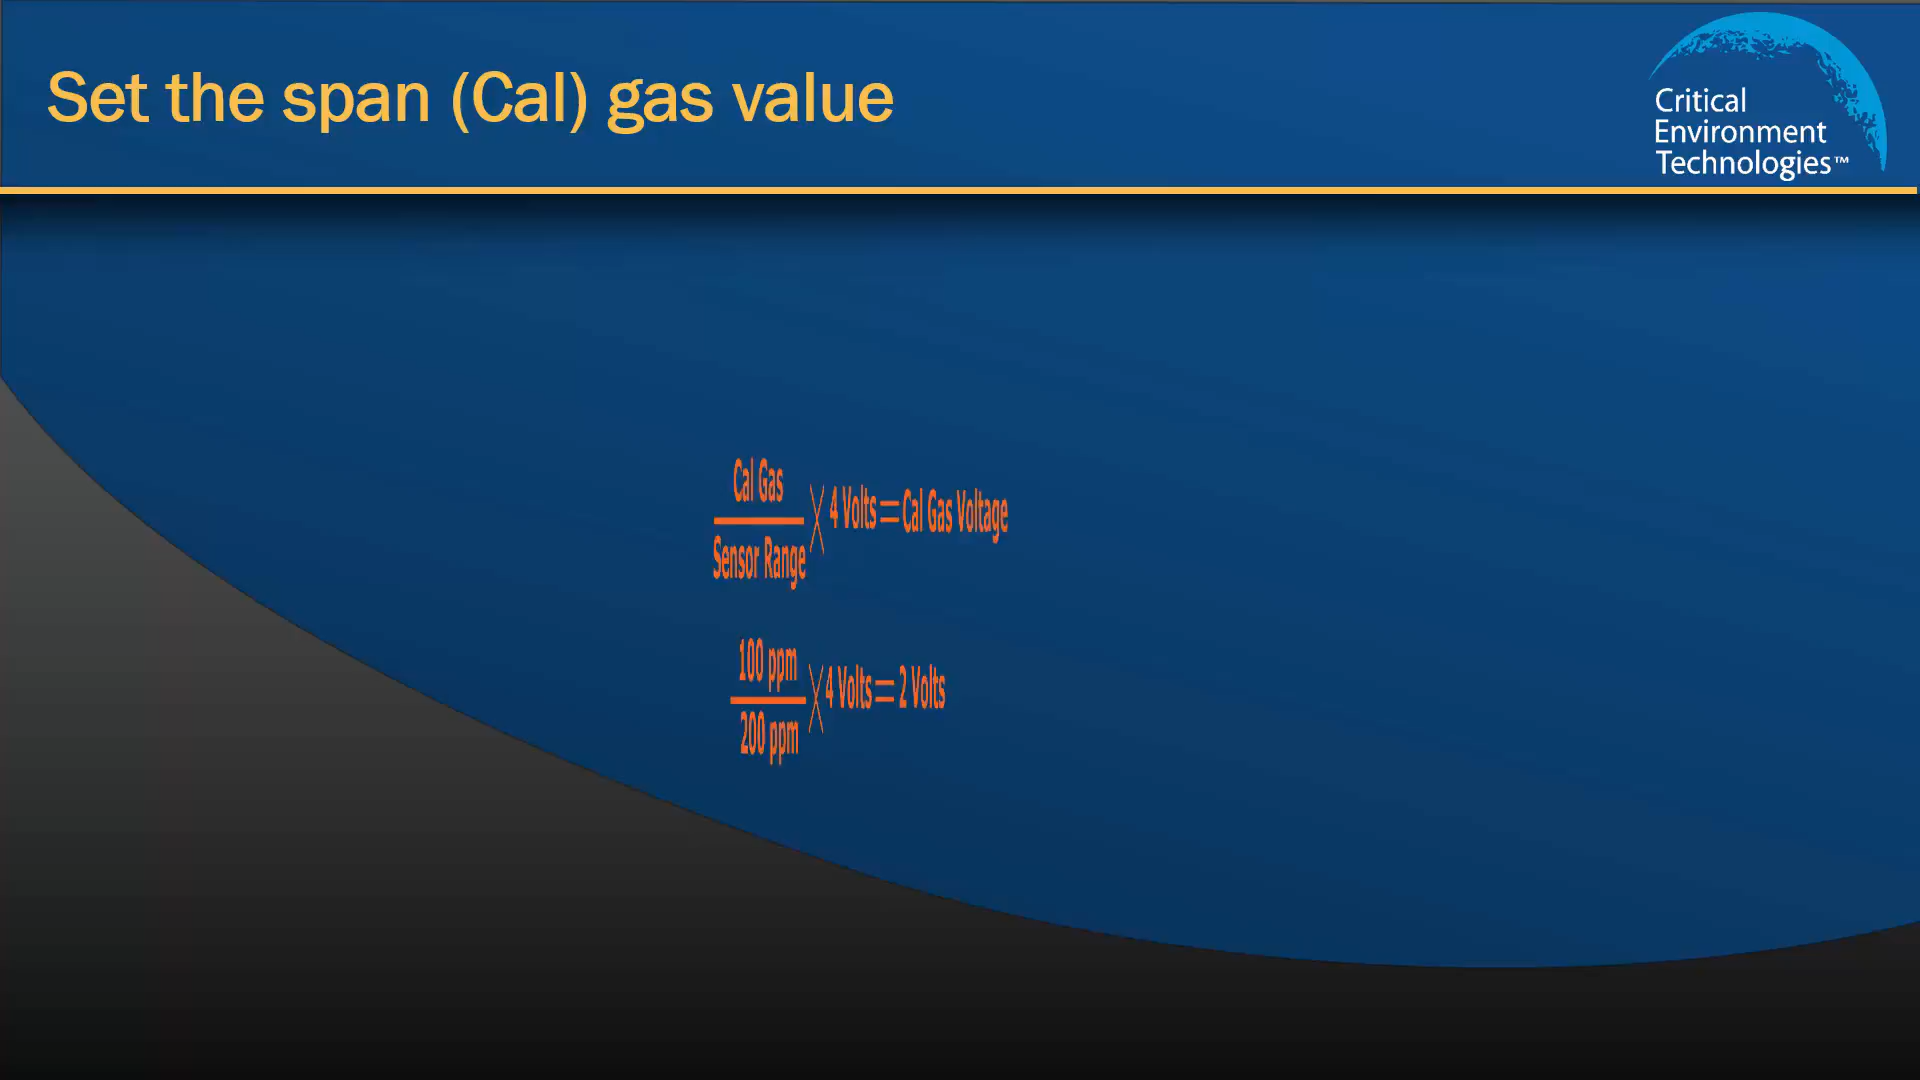 Set the span (Cal) gas value
Critical
Environment
Technologies™
Cal Gas
Sensor Range
X 4 Volts = Cal Gas Voltage
100 ppm
200 ppm
X 4 Volts = 2 Volts